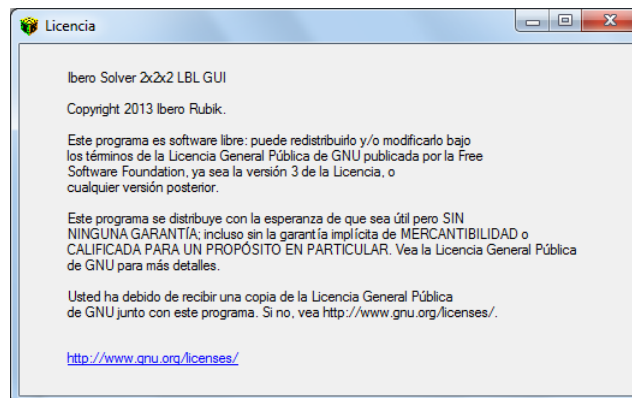 Licencia
Ibero Solver 2x2x2 LBL GUI
Copyright 2013 Ibero Rubik.
Este programa es software libre: puede redistribuirlo y/o modificarlo bajo
los términos de la Licencia General Pública de GNU publicada por la Free
Software Foundation, ya sea la versión 3 de la Licencia, o
cualquier versión posterior.
Este programa se distribuye con la esperanza de que sea útil pero SIN
NINGUNA GARANTÍA; incluso sin la garantía implícita de MERCANTIBILIDAD o
CALIFICADA PARA UN PROPÓSITO EN PARTICULAR. Vea la Licencia General Pública
de GNU para más detalles.
Usted ha debido de recibir una copia de la Licencia General Pública
de GNU junto con este programa. Si no, vea http://www.gnu.org/licenses/.
http://www.gnu.org/licenses/